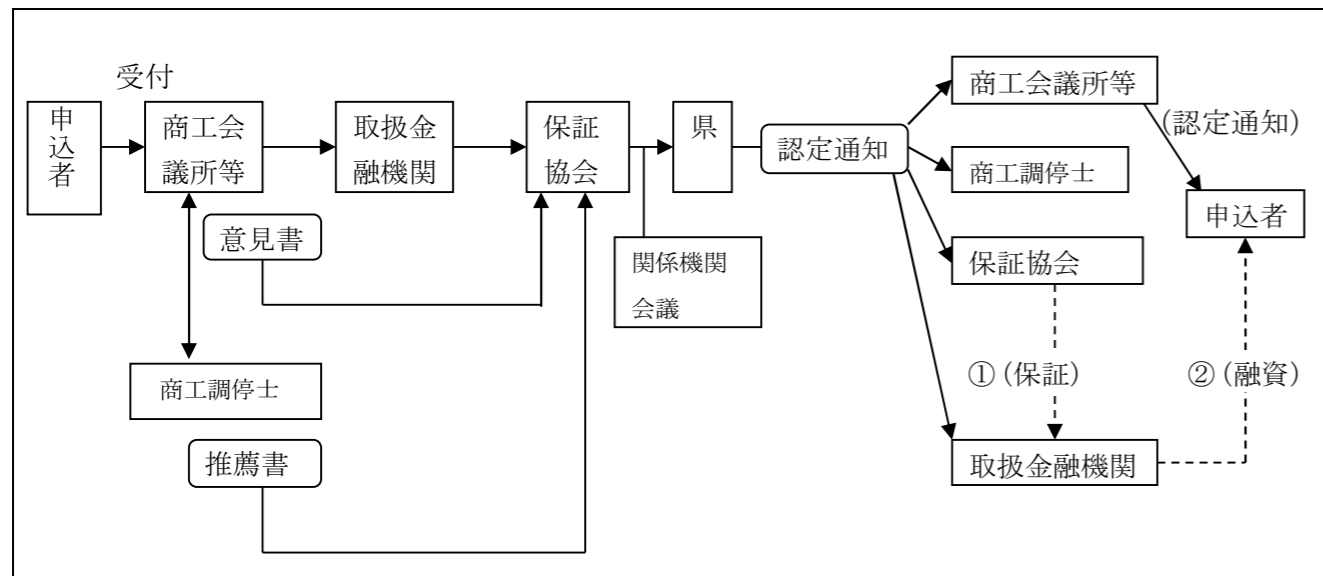 受付
申
込
者
商工会
議所等
取扱金
融機関
保証
協会
県
関係機関
会議
意見書
商工調停士
推薦書
認定通知
商工会議所等
(認定通知)
商工調停士
申込者
保証協会
①(保証)
②(融資)
取扱金融機関